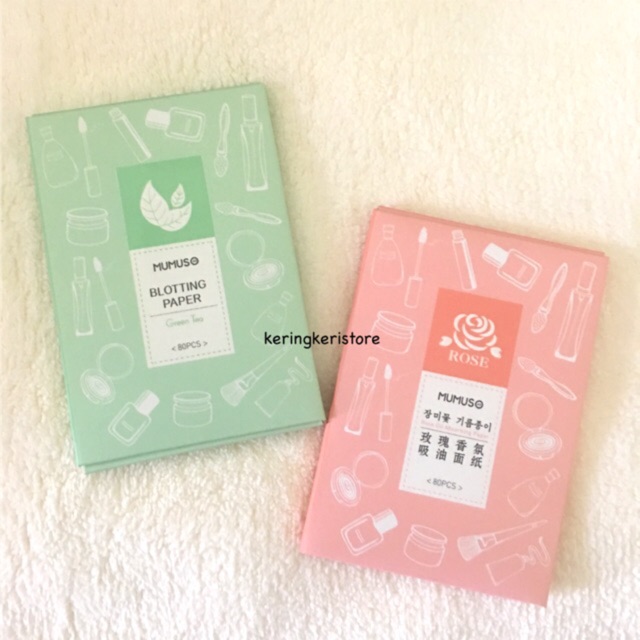 MUMUSO
BLOTTING
PAPER
Green Tea
< 80PCS >
keringkeristore
ROSE
MUMUSO
장미꽃 기름종이
玫瑰香氛
吸油面纸
< 80PCS >